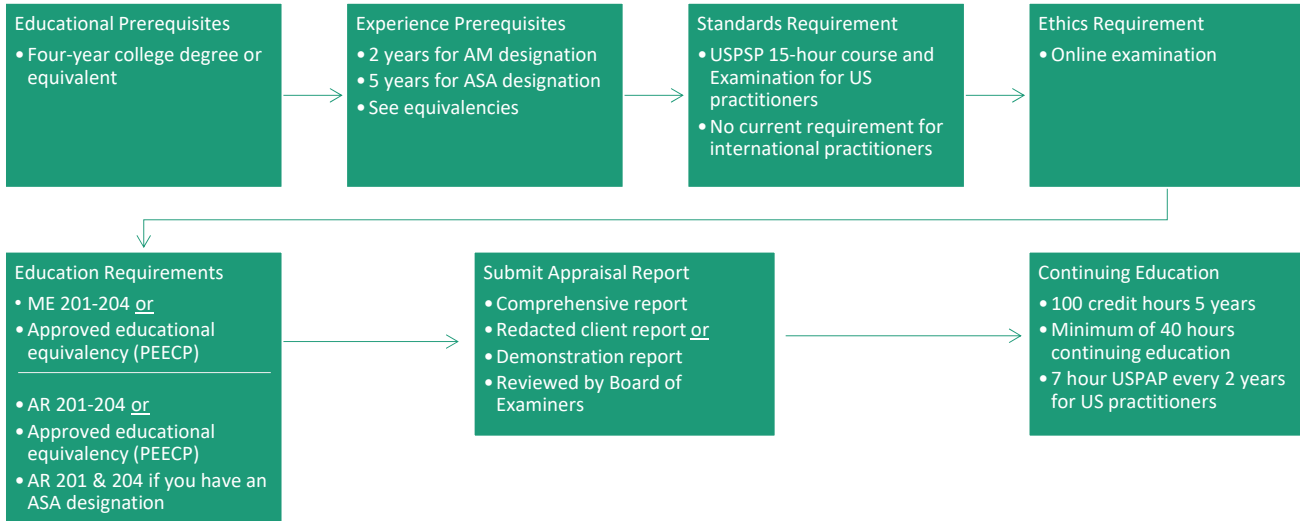 Educational Prerequisites
• Four-year college degree or
equivalent
Experience Prerequisites
• 2 years for AM designation
• 5 years for ASA designation
• See equivalencies
Standards Requirement
• USPSP 15-hour course and
Examination for US
practitioners
• No current requirement for
international practitioners
Ethics Requirement
• Online examination
Education Requirements
• ME 201-204 or
• Approved educational
equivalency (PEECP)
• AR 201-204 or
• Approved educational
equivalency (PEECP)
• AR 201 & 204 if you have an
ASA designation
Submit Appraisal Report
• Comprehensive report
• Redacted client report or
• Demonstration report
• Reviewed by Board of
Examiners
Continuing Education
• 100 credit hours 5 years
• Minimum of 40 hours
continuing education
• 7 hour USPAP every 2 years
for US practitioners